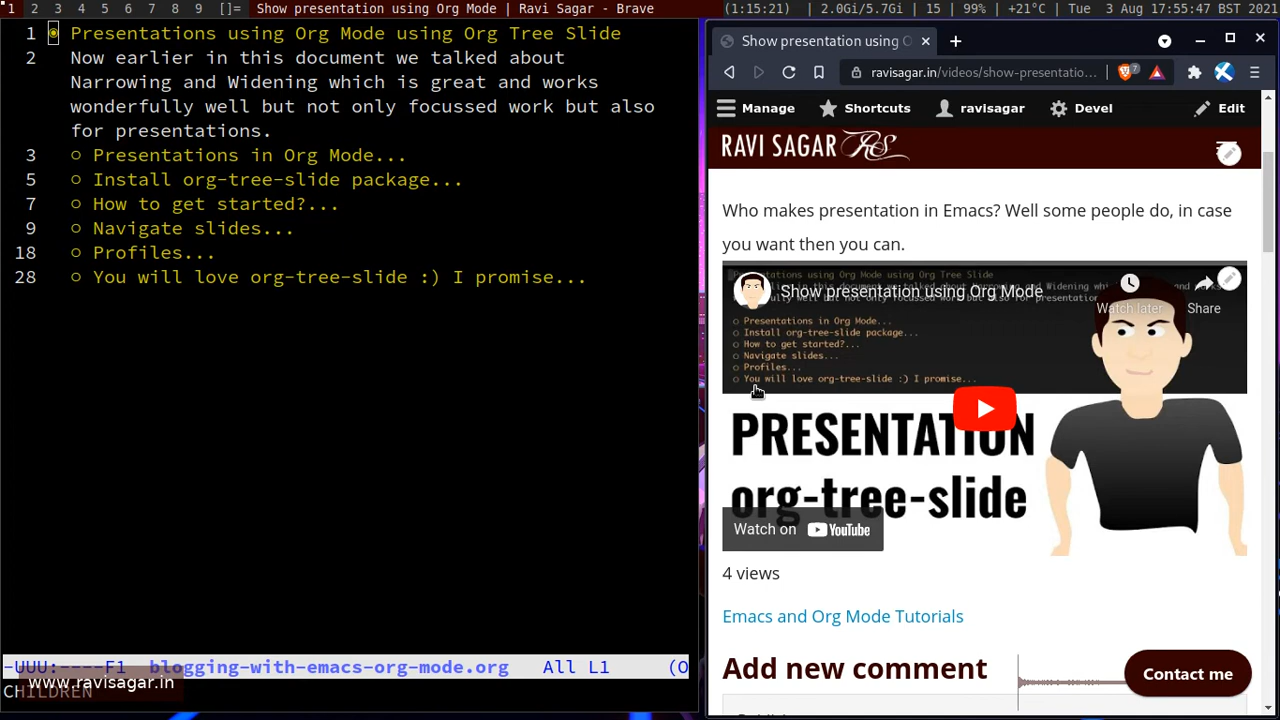 1 2 3 4 5 6 7 8 9 []= Show presentation using Org Mode | Ravi Sagar - Brave (1:15:21) | 2.0Gi/5.7Gi | 15 | 99% | +21°C | Tue 3 Aug 17:55:47 BST 2021
1 Presentations using Org Mode using Org Tree Slide
2 Now earlier in this document we talked about
Narrowing and Widening which is great and works
wonderfully well but not only focussed work but also
for presentations.
3 ○ Presentations in Org Mode...
5 ○ Install org-tree-slide package...
7 ○ How to get started?...
9 ○ Navigate slides...
18 ○ Profiles...
28 ○ You will love org-tree-slide :) I promise...
-UUU:----F1 blogging-with-emacs-org-mode.org All L1 (O
www.ravisagar.in
CHILDREN
Show presentation using O
ravisagar.in/videos/show-presentatio...
7
Manage Shortcuts ravisagar Devel Edit
RAVI SAGAR RS
Who makes presentation in Emacs? Well some people do, in case
you want then you can.
Presentations using Org Mode using Org Tree Slide
Show presentation using Org Mode
Watch later Share
○ Presentations in Org Mode...
○ Install org-tree-slide package...
○ How to get started?...
○ Navigate slides...
○ Profiles...
○ You will love org-tree-slide :) I promise...
PRESENTATION
org-tree-slide
Watch on YouTube
4 views
Emacs and Org Mode Tutorials
Add new comment
Contact me